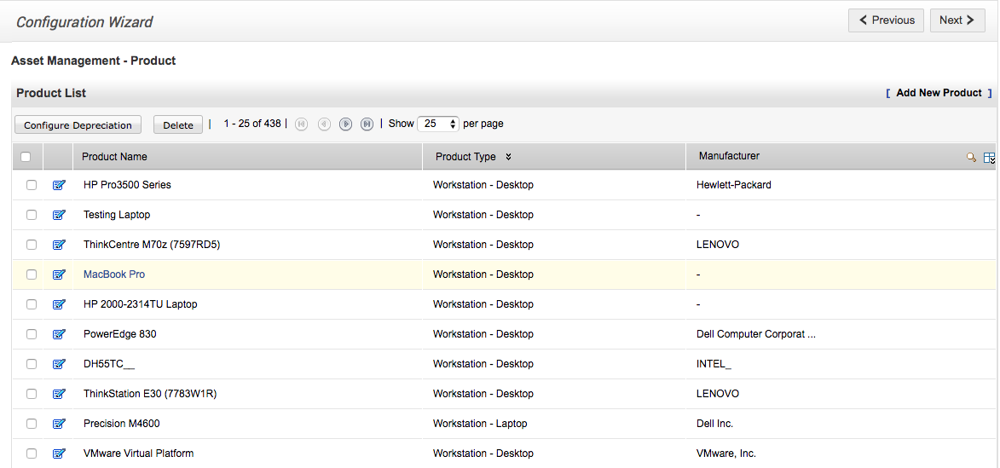 Configuration Wizard Previous Next
Asset Management - Product
Product List [ Add New Product ]
Configure Depreciation Delete | 1 - 25 of 438 | | Show 25 per page
Product Name Product Type Manufacturer
HP Pro3500 Series Workstation - Desktop Hewlett-Packard
Testing Laptop Workstation - Desktop -
ThinkCentre M70z (7597RD5) Workstation - Desktop LENOVO
MacBook Pro Workstation - Desktop -
HP 2000-2314TU Laptop Workstation - Desktop -
PowerEdge 830 Workstation - Desktop Dell Computer Corporat ...
DH55TC__ Workstation - Desktop INTEL_
ThinkStation E30 (7783W1R) Workstation - Desktop LENOVO
Precision M4600 Workstation - Laptop Dell Inc.
VMware Virtual Platform Workstation - Desktop VMware, Inc.